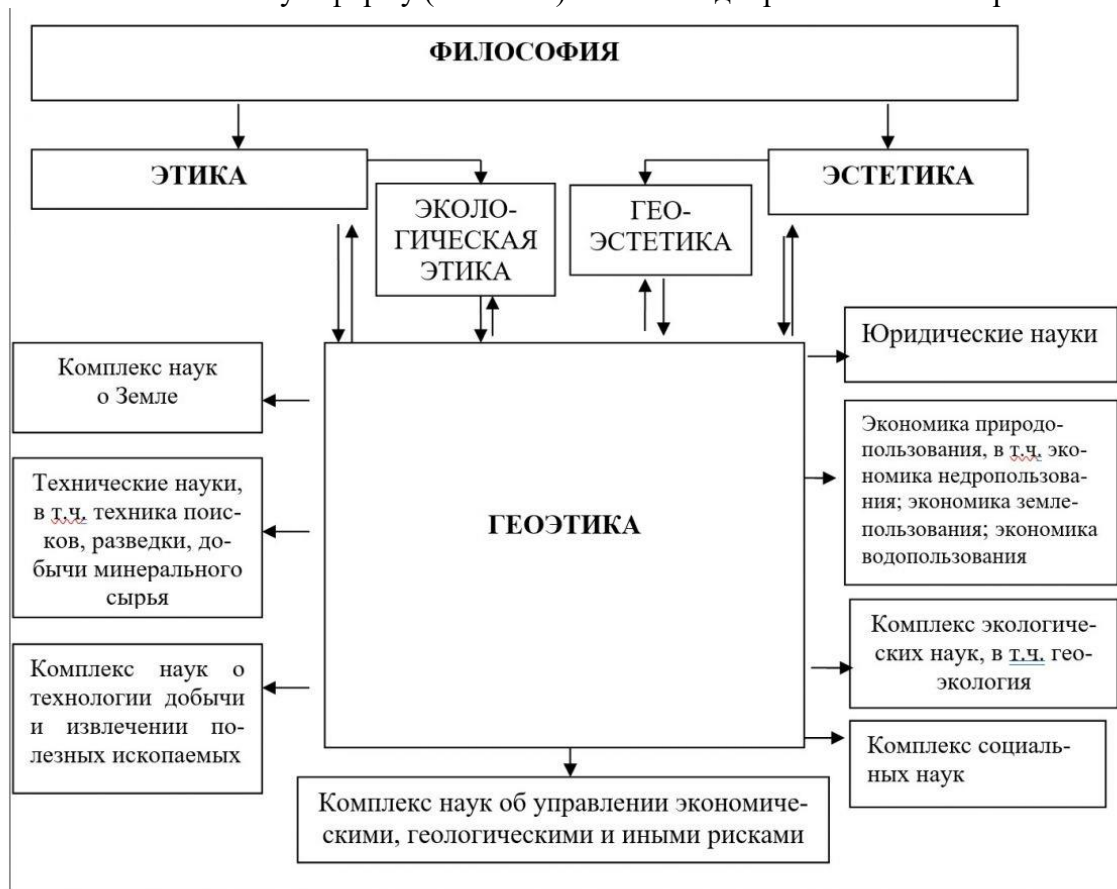 ФИЛОСОФИЯ
ЭТИКА
ЭСТЕТИКА
ЭКОЛО-
ГИЧЕСКАЯ
ЭТИКА
ГЕО-
ЭСТЕТИКА
Комплекс наук
о Земле
Технические науки,
в т.ч. техника поис-
ков, разведки, до-
бычи минерального
сырья
Комплекс наук о
технологии добычи
и извлечении по-
лезных ископаемых
ГЕОЭТИКА
Юридические науки
Экономика природо-
пользования, в т.ч. эко-
номика недропользова-
ния; экономика земле-
пользования; экономика
водопользования
Комплекс экологиче-
ских наук, в т.ч. гео-
экология
Комплекс социаль-
ных наук
Комплекс наук об управлении экономиче-
скими, геологическими и иными рисками